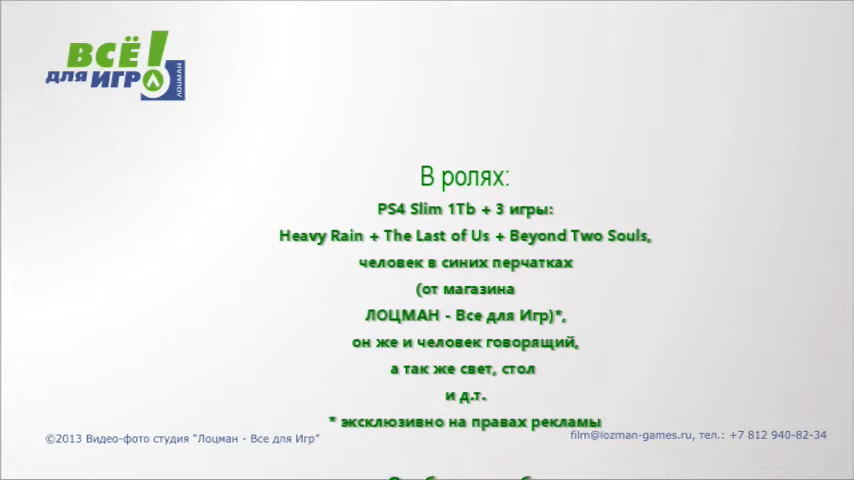 ВСЁ!
ДЛЯ ИГР
ЛОЦМАН
В ролях:
PS4 Slim 1Tb + 3 игры:
Heavy Rain + The Last of Us + Beyond Two Souls,
человек в синих перчатках
(от магазина
ЛОЦМАН - Все для Игр)*,
он же и человек говорящий,
а так же свет, стол
и д.т.
* эксклюзивно на правах рекламы
©2013 Видео-фото студия "Лоцман - Все для Игр"
film@lozman-games.ru, тел.: +7 812 940-82-34